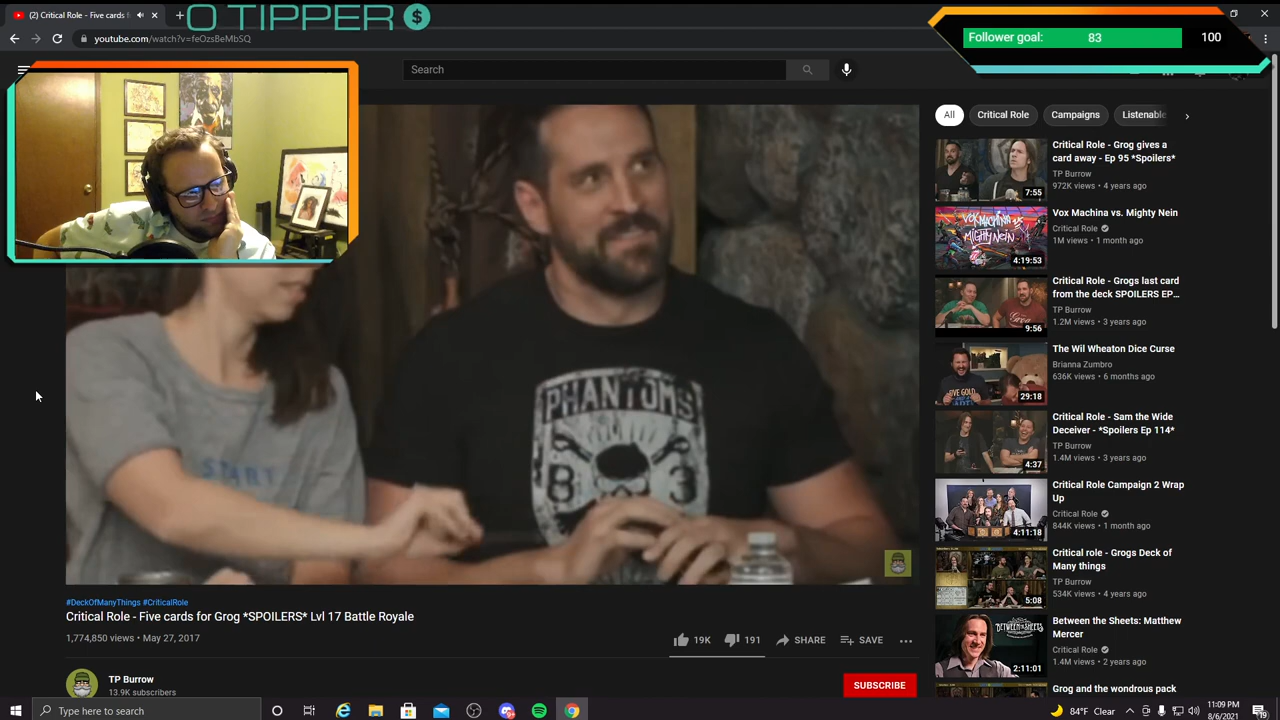 (2) Critical Role - Five cards f
O TIPPER $
youtube.com/watch?v=feOzsBeMbSQ
Follower goal: 83 100
Search
All Critical Role Campaigns Listenable
Critical Role - Grog gives a
card away - Ep 95 *Spoilers*
TP Burrow
972K views • 4 years ago
7:55
Vox Machina vs. Mighty Nein
Critical Role
1M views • 1 month ago
VOX MACHINA
VS
MIGHTY NEIN
4:19:53
Critical Role - Grogs last card
from the deck SPOILERS EP...
TP Burrow
1.2M views • 3 years ago
9:56
The Wil Wheaton Dice Curse
Brianna Zumbro
636K views • 6 months ago
29:18
Critical Role - Sam the Wide
Deceiver - *Spoilers Ep 114*
TP Burrow
1.4M views • 3 years ago
4:37
Critical Role Campaign 2 Wrap
Up
Critical Role
844K views • 1 month ago
4:11:18
Critical role - Grogs Deck of
Many things
TP Burrow
534K views • 4 years ago
5:08
Between the Sheets: Matthew
Mercer
Critical Role
1.4M views • 2 years ago
BETWEEN THE SHEETS
2:11:01
Grog and the wondrous pack
PHANTOMS
13
#DeckOfManyThings #CriticalRole
Critical Role - Five cards for Grog *SPOILERS* Lvl 17 Battle Royale
1,774,850 views • May 27, 2017
19K 191 SHARE SAVE
TP Burrow
13.9K subscribers
SUBSCRIBE
Type here to search
84°F Clear
11:09 PM
8/6/2021